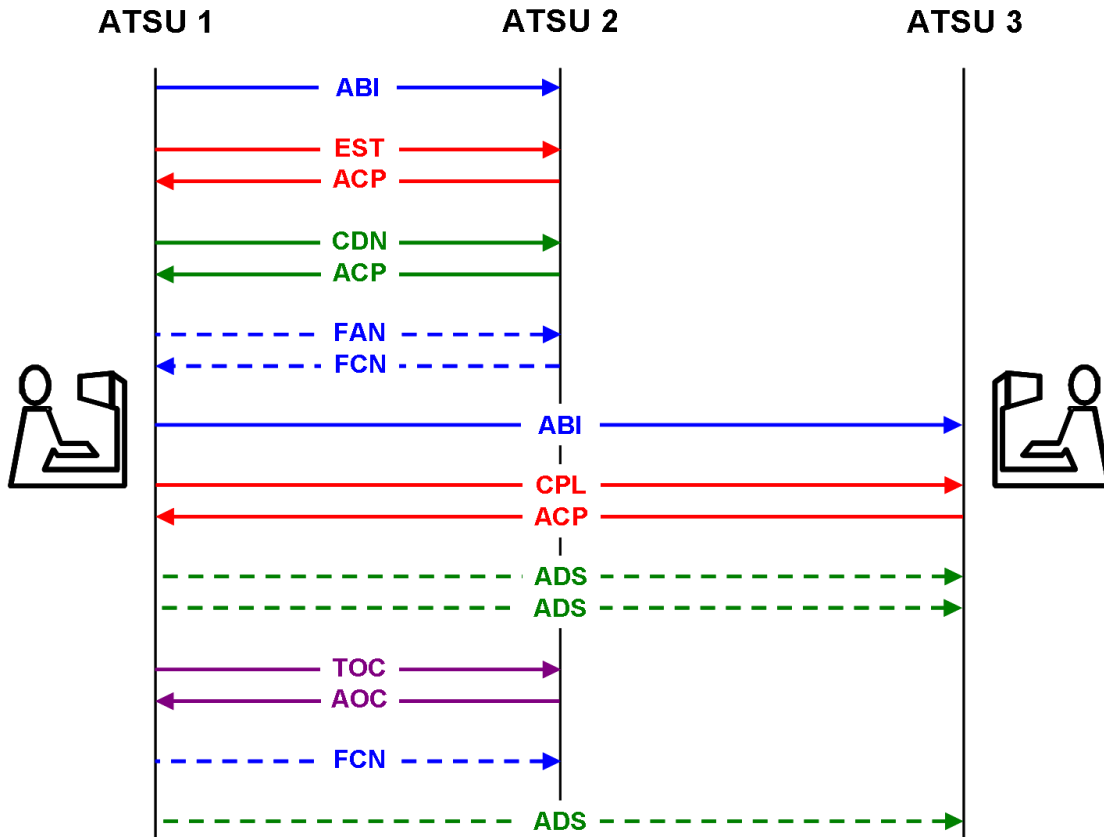 ATSU 1 ATSU 2 ATSU 3
ABI
EST
ACP
CDN
ACP
FAN
FCN
ABI
CPL
ACP
ADS
ADS
TOC
AOC
FCN
ADS